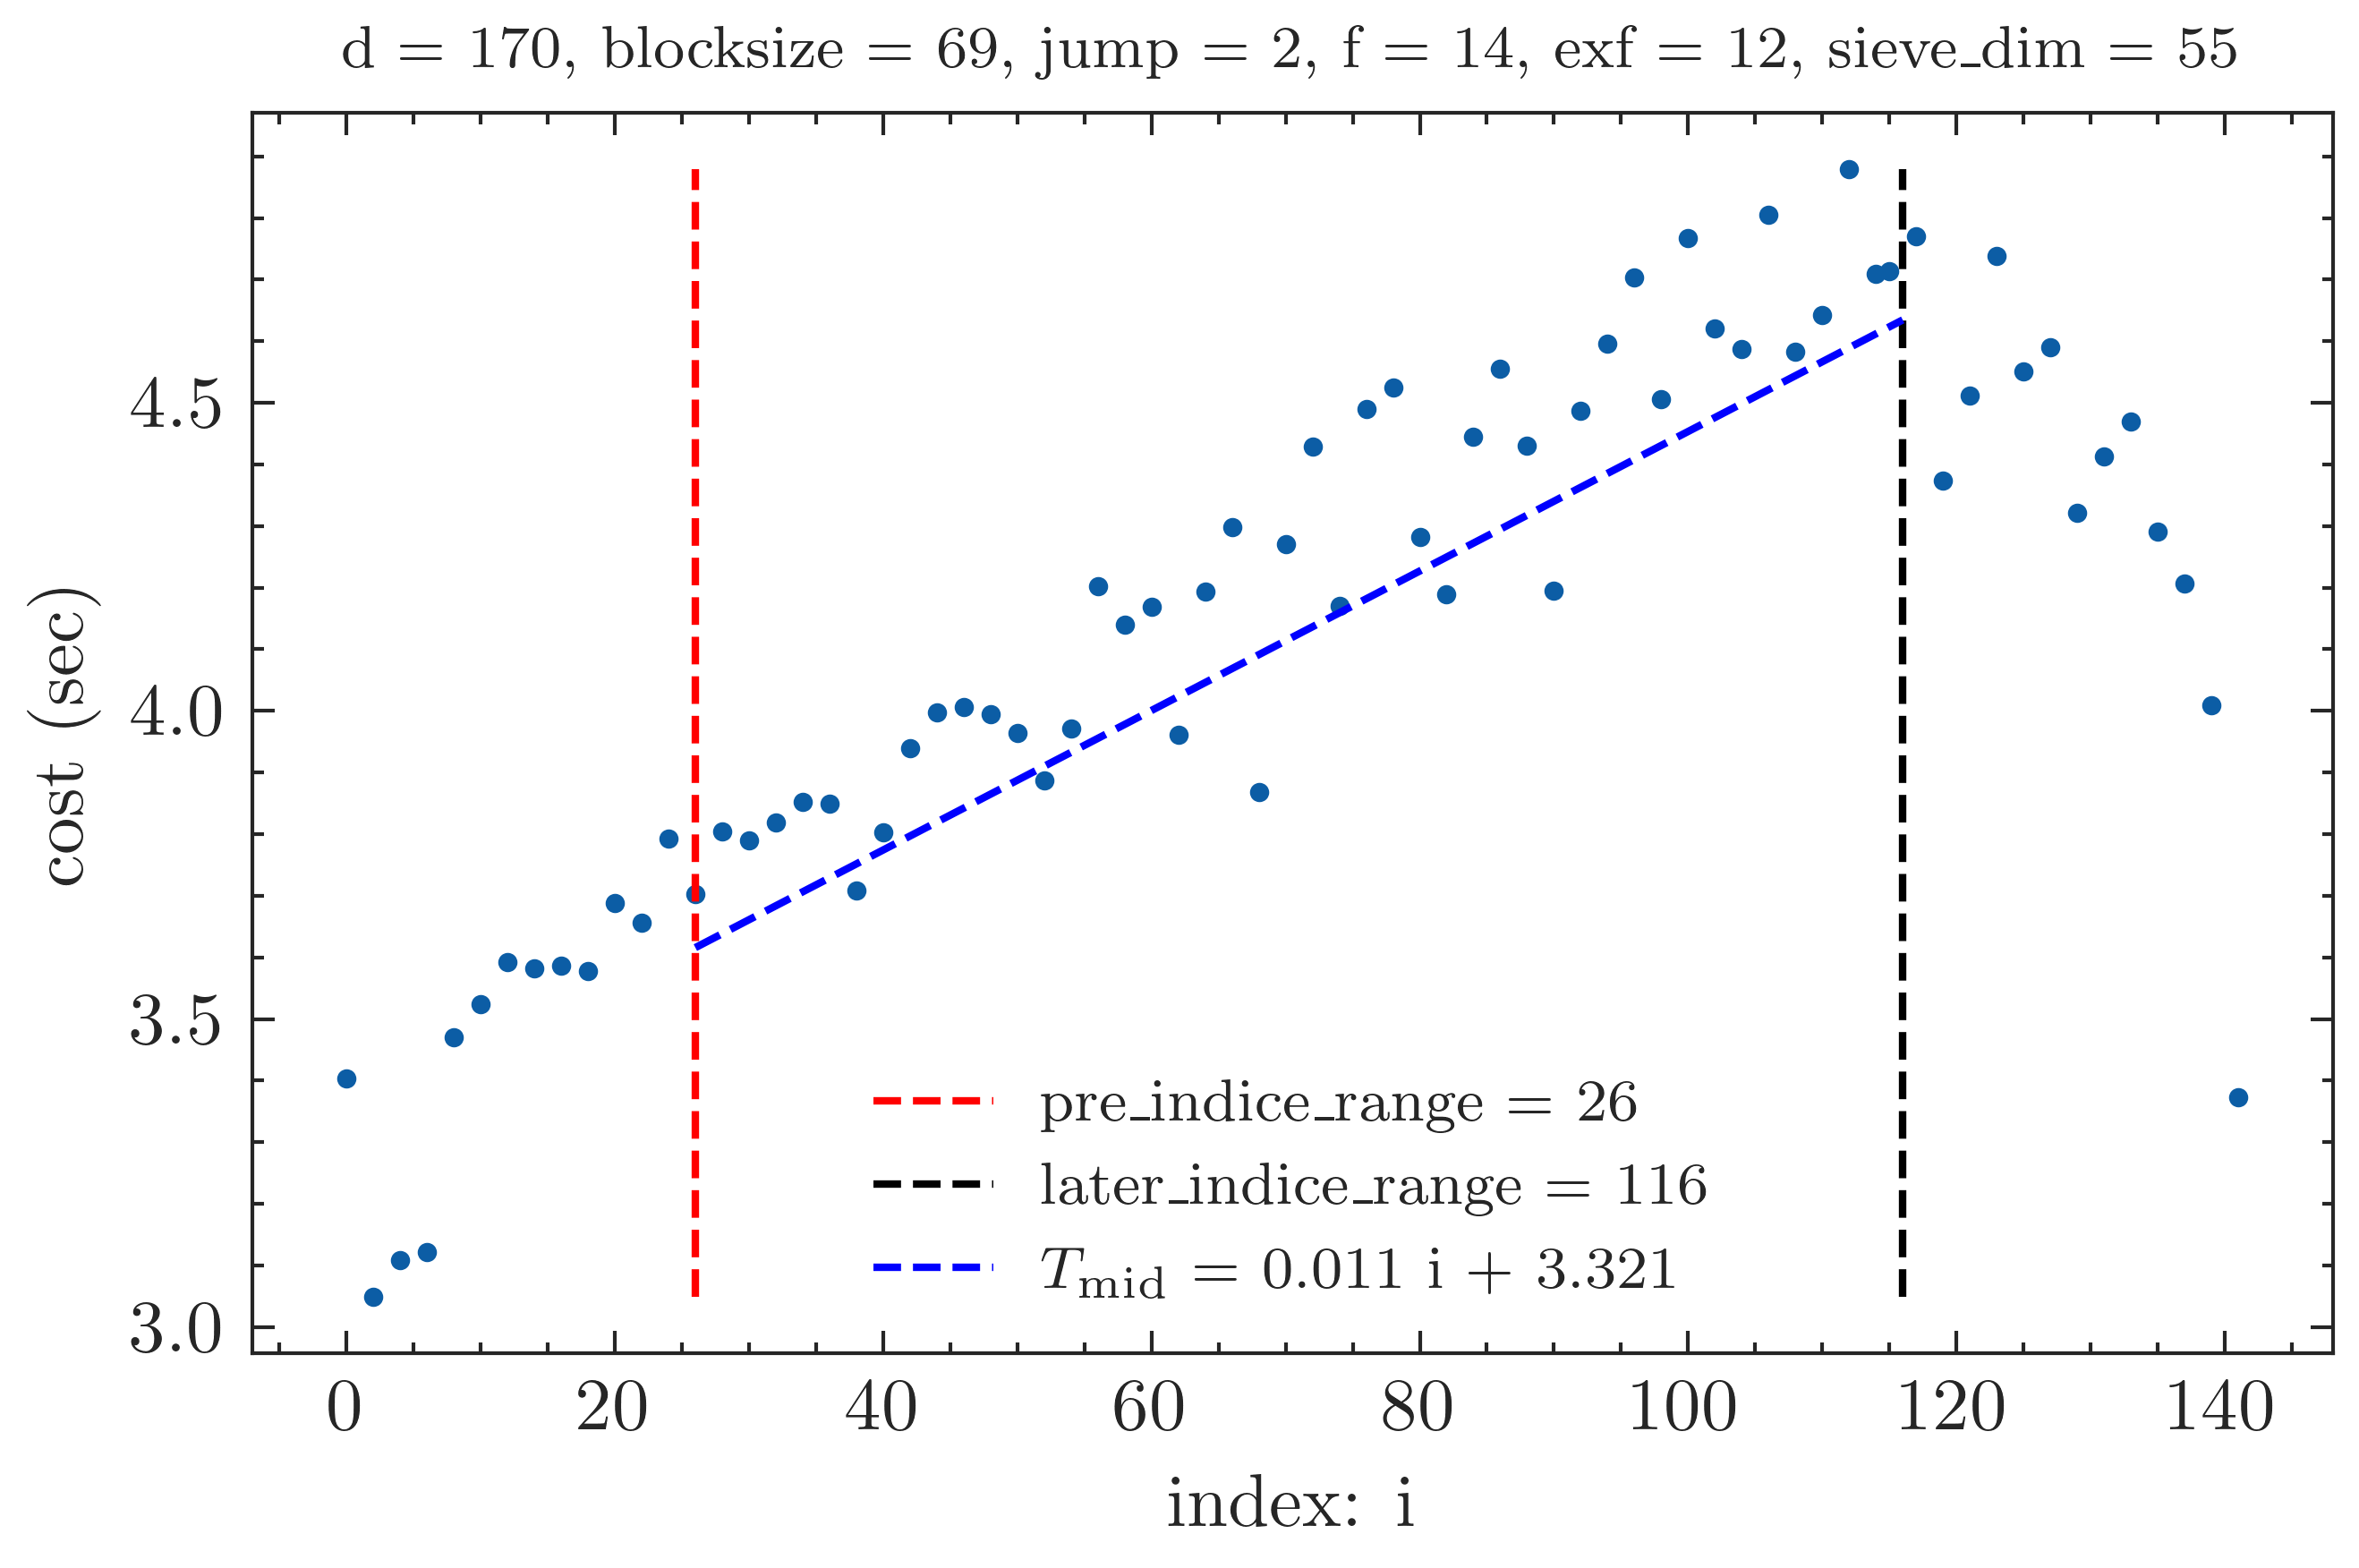 d = 170, blocksize = 69, jump = 2, f = 14, exf = 12, sieve_dim = 55
cost (sec)
4.5
4.0
3.5
3.0
pre_indice_range = 26
later_indice_range = 116
T_mid = 0.011 i + 3.321
0 20 40 60 80 100 120 140
index: i